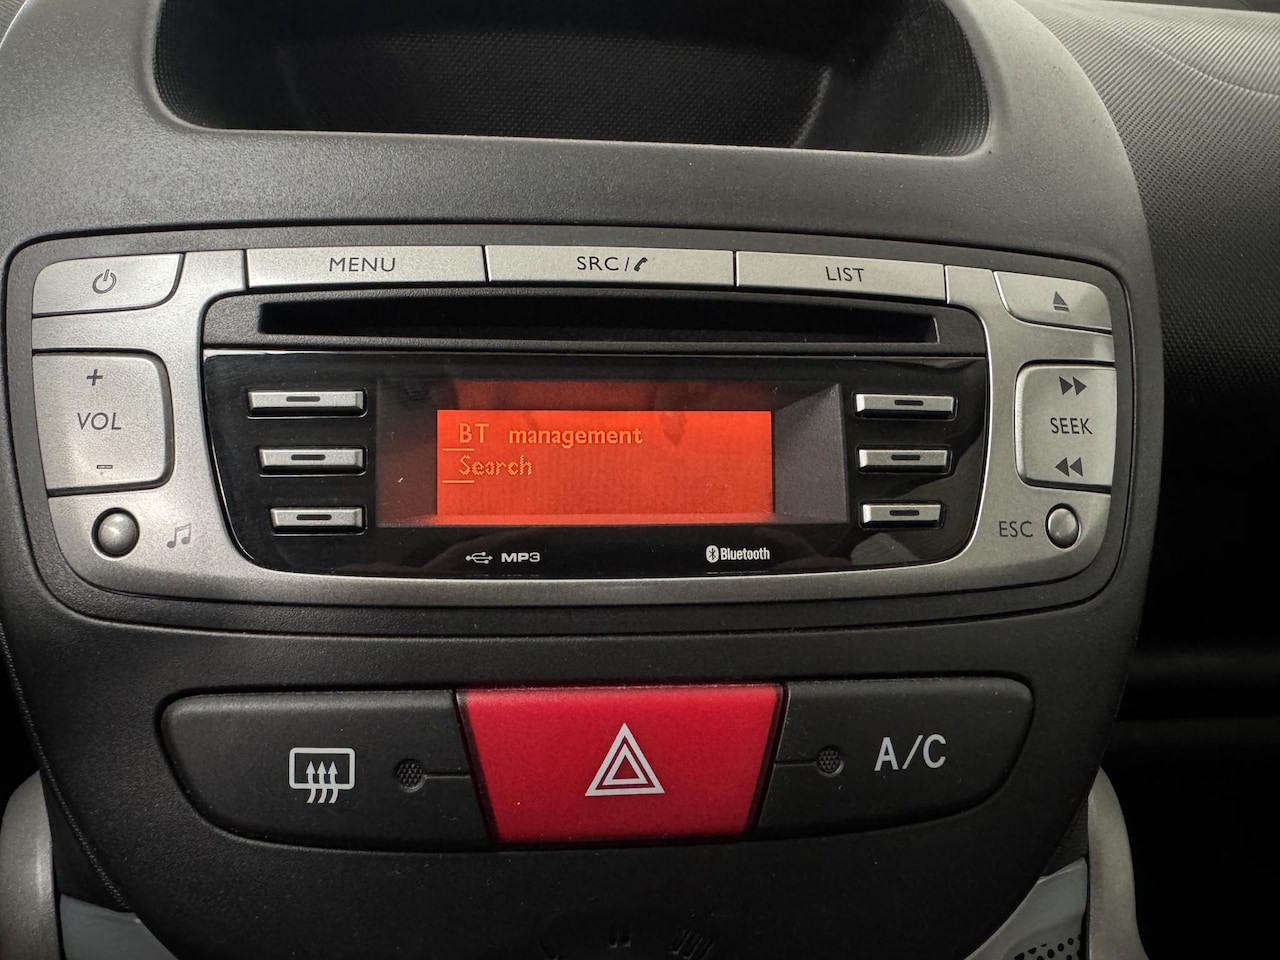 MENU
SRC/
LIST
+
VOL
-
SEEK
BT management
Search
ESC
MP3
Bluetooth
A/C